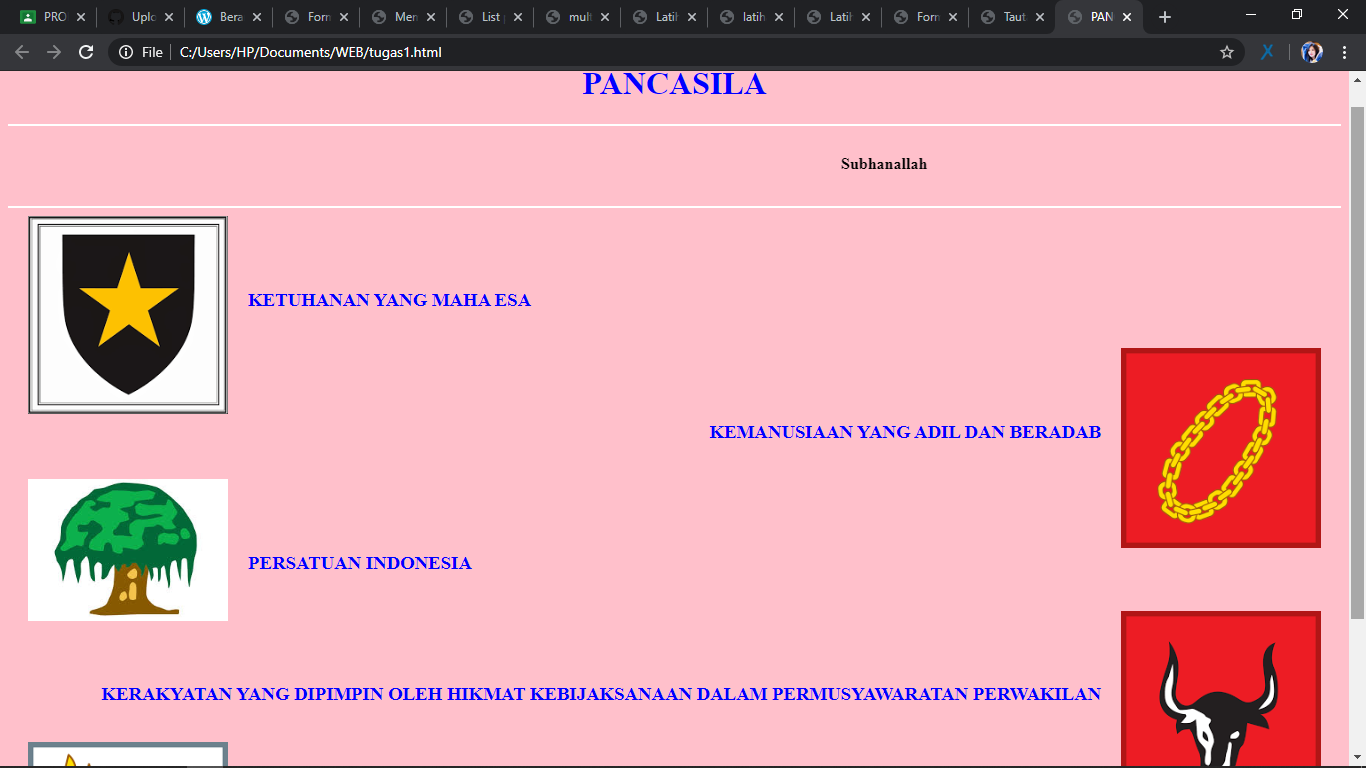 PRO
Uplo
Bera
Form
Men
List
mult
Latih
latih
Latih
Form
Taut
PAN
File
C:/Users/HP/Documents/WEB/tugas1.html
PANCASILA
Subhanallah
KETUHANAN YANG MAHA ESA
KEMANUSIAAN YANG ADIL DAN BERADAB
PERSATUAN INDONESIA
KERAKYATAN YANG DIPIMPIN OLEH HIKMAT KEBIJAKSANAAN DALAM PERMUSYAWARATAN PERWAKILAN